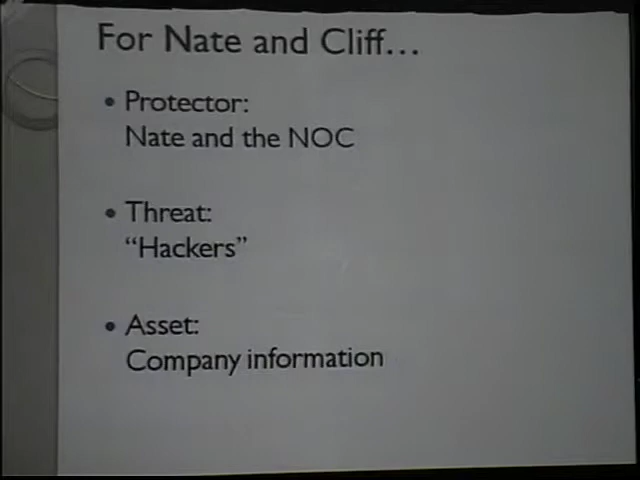 For Nate and Cliff...
• Protector:
Nate and the NOC
• Threat:
“Hackers”
• Asset:
Company information